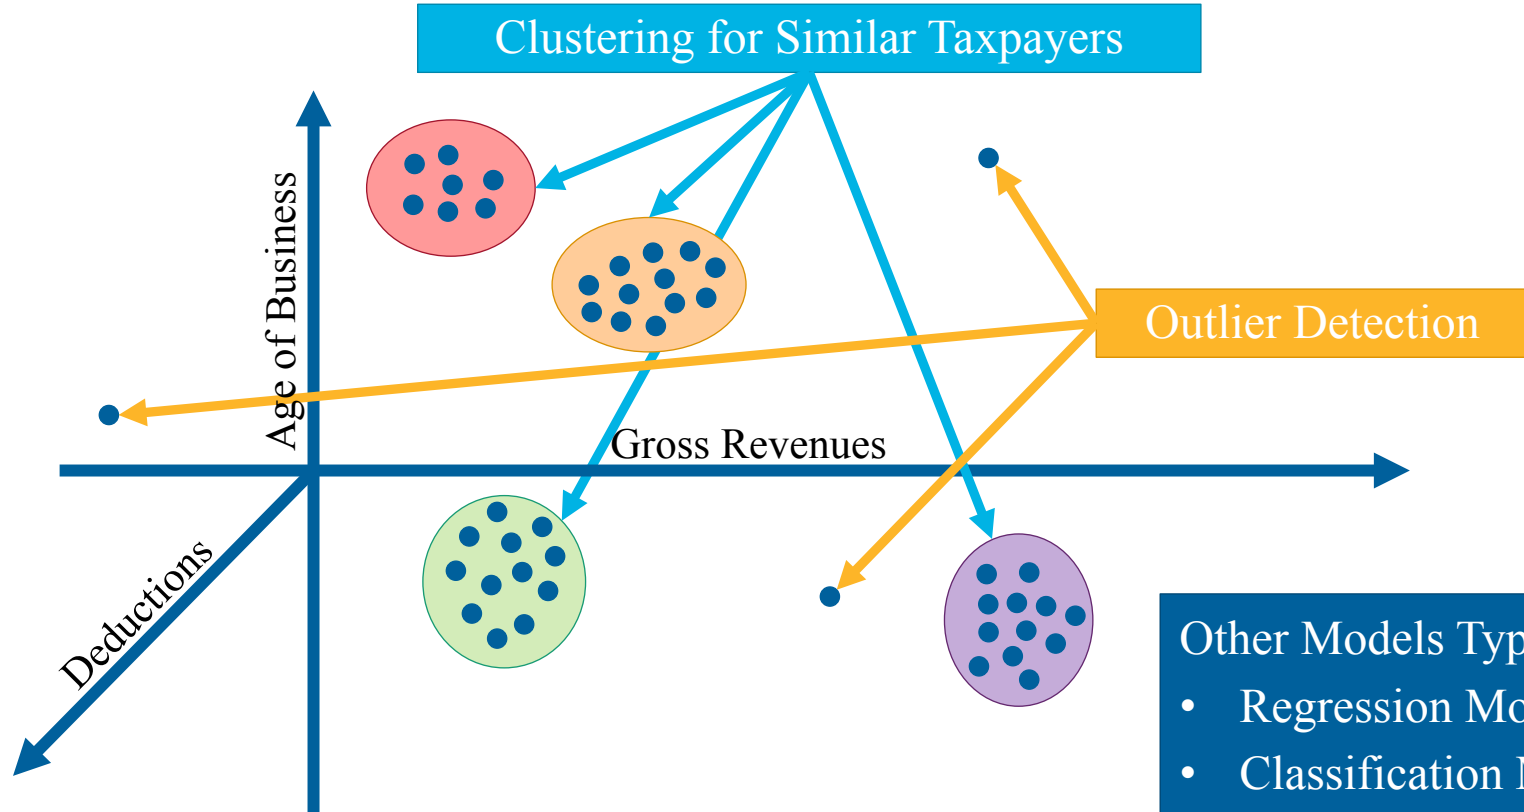 Clustering for Similar Taxpayers
Age of Business
Outlier Detection
Gross Revenues
Deductions
Other Models Typ
• Regression Mo
• Classification